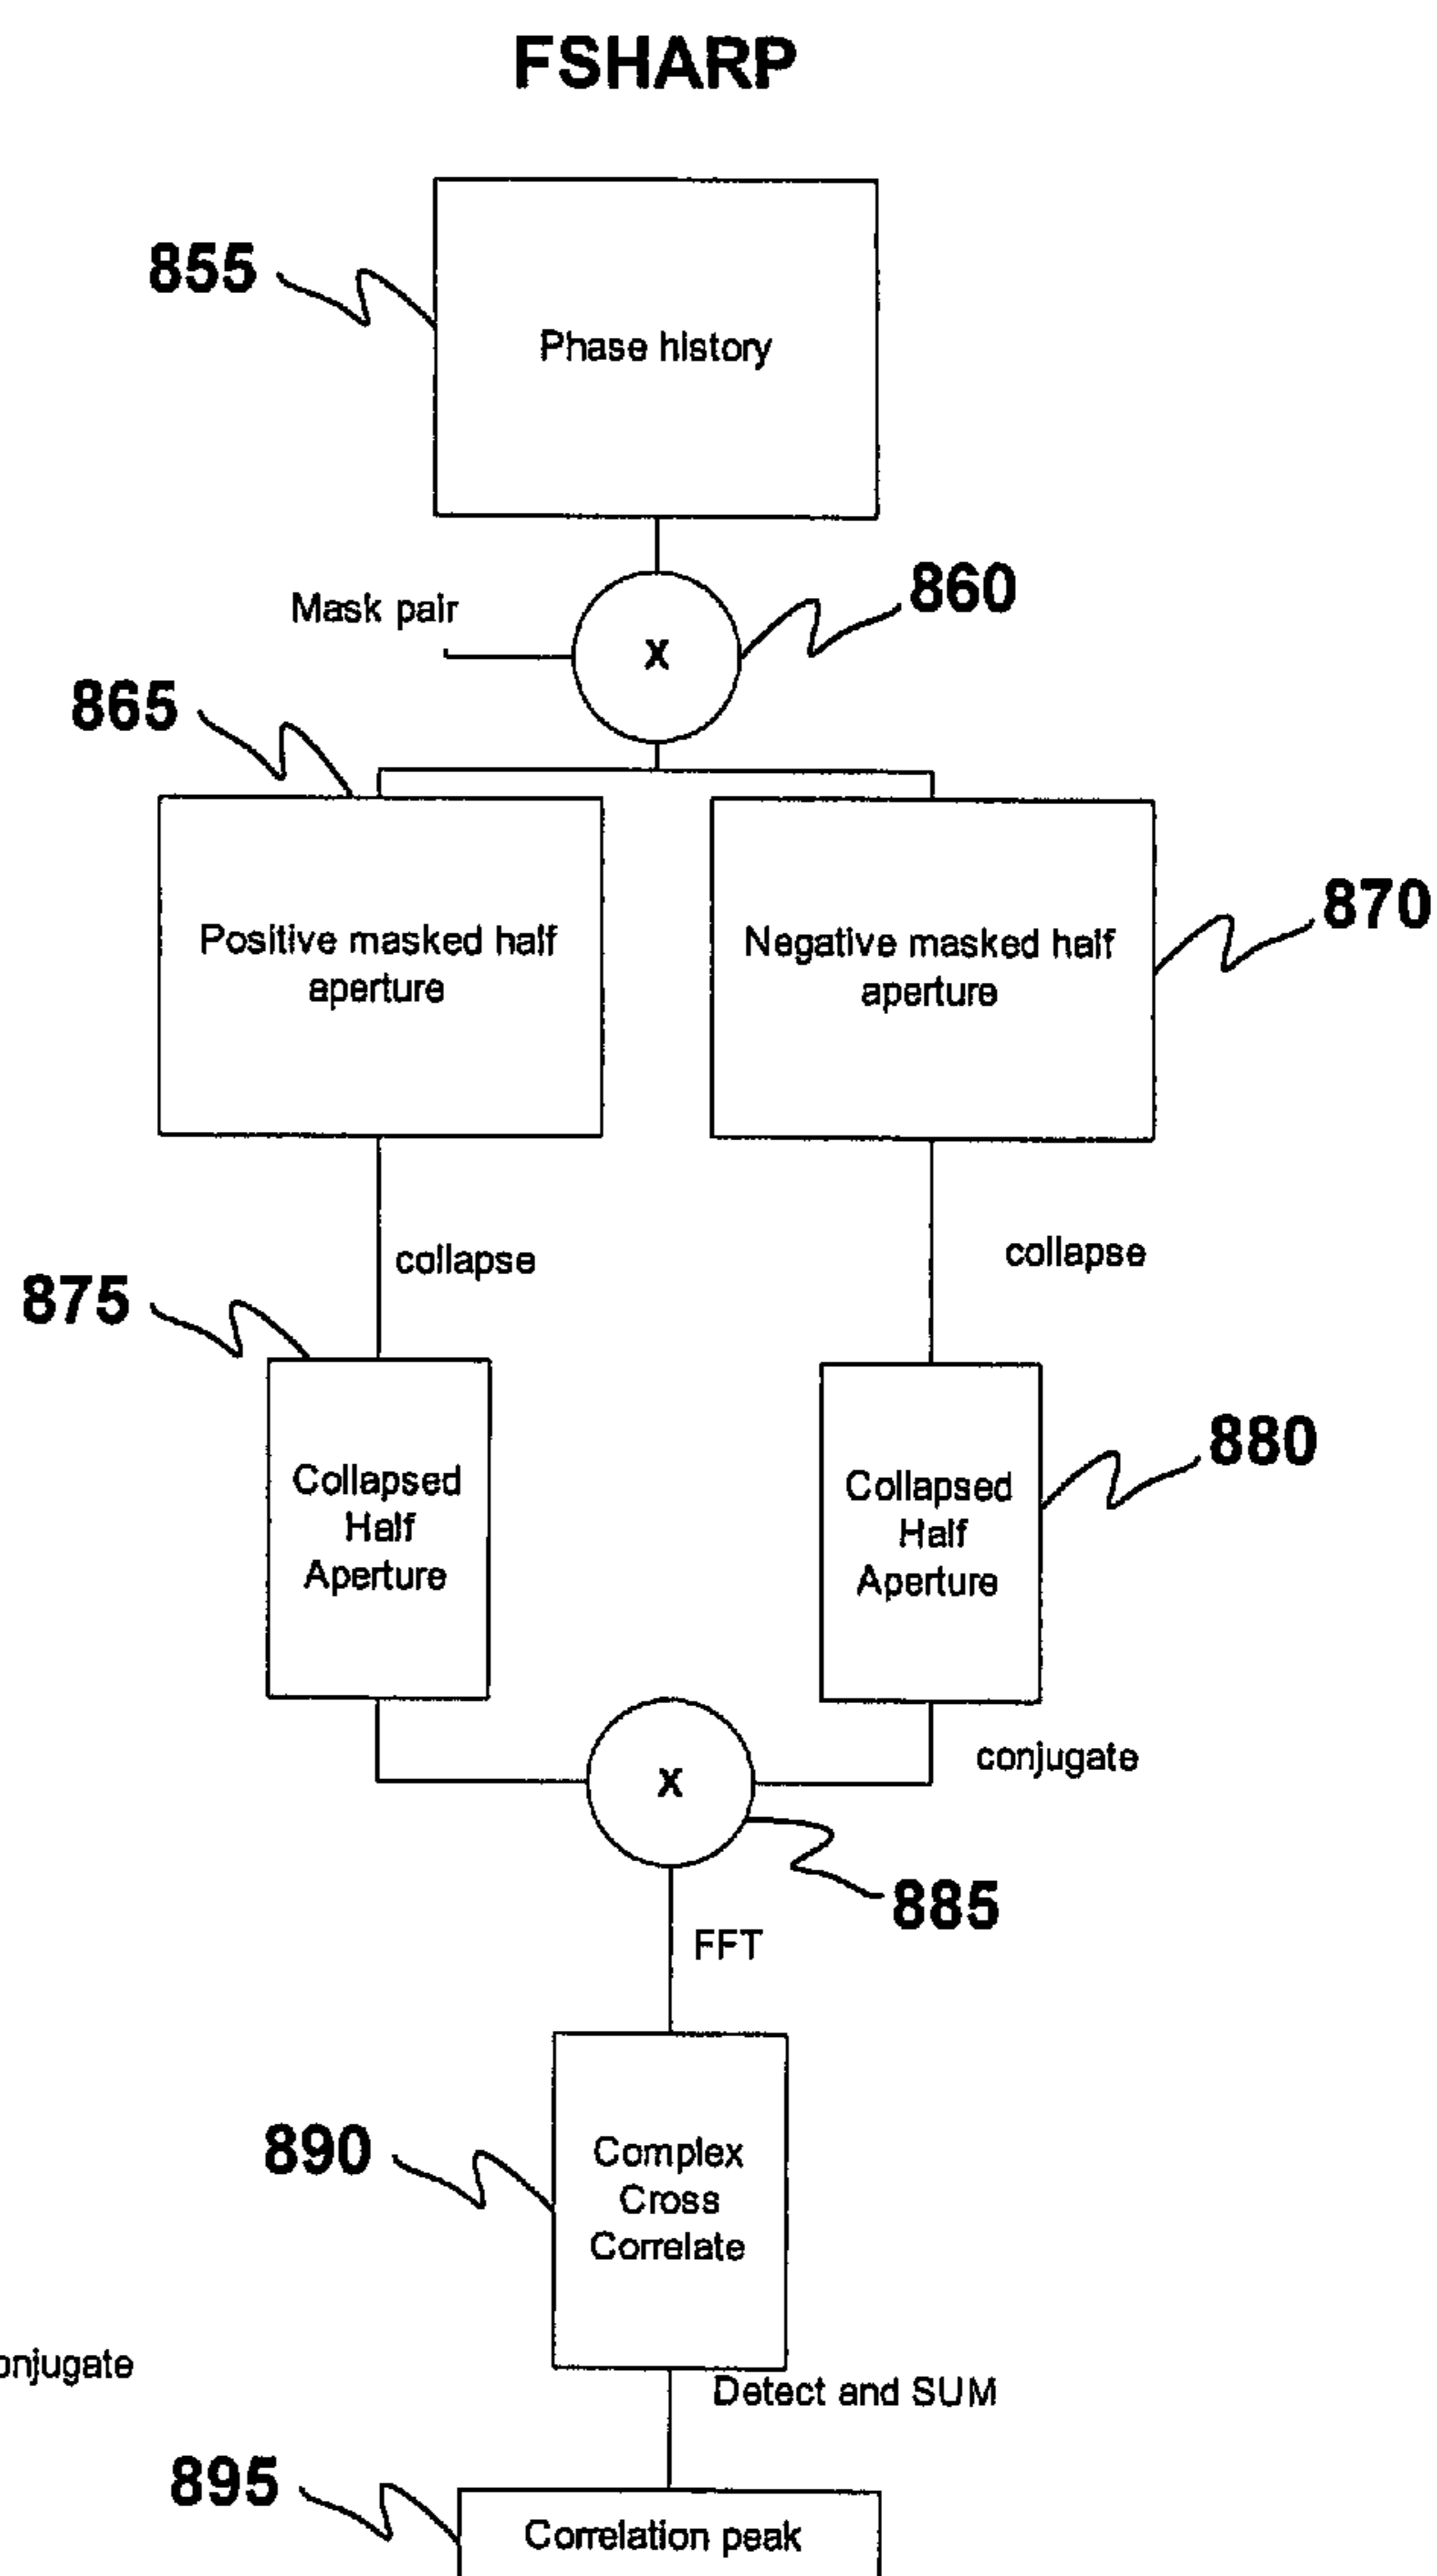 FSHARP
855
Phase history
Mask pair
860
x
865
Positive masked half
aperture
Negative masked half
aperture
870
collapse
collapse
875
Collapsed
Half
Aperture
Collapsed
Half
Aperture
880
x
conjugate
885
FFT
890
Complex
Cross
Correlate
onjugate
Detect and SUM
895
Correlation peak